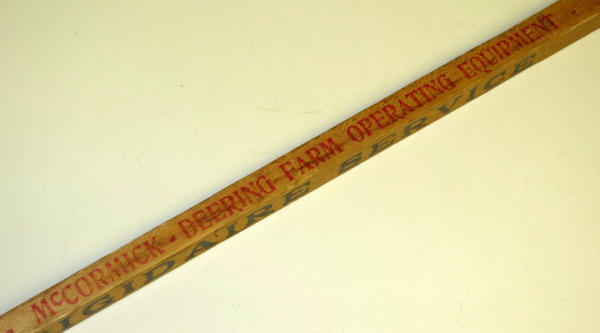 McCORMICK - DEERING FARM OPERATING EQUIPMENT -
IGIDAIRE SERVICE